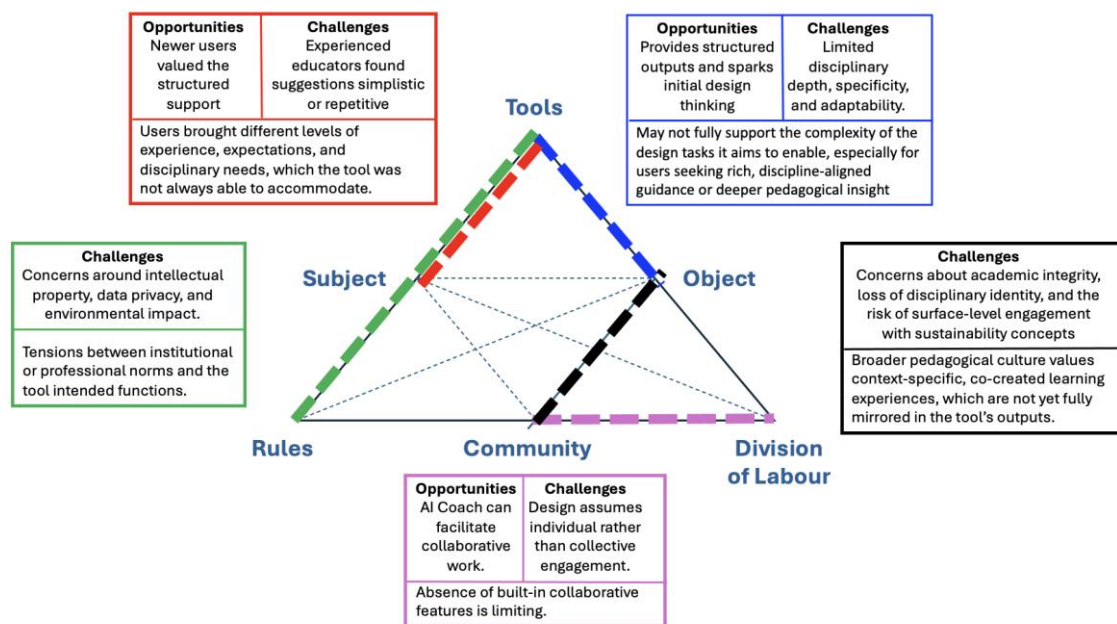 Opportunities
Newer users
valued the
structured
support
Challenges
Experienced
educators found
suggestions simplistic
or repetitive
Users brought different levels of
experience, expectations, and
disciplinary needs, which the tool was
not always able to accommodate.
Opportunities
Provides structured
outputs and sparks
initial design
thinking
Challenges
Limited
disciplinary
depth, specificity,
and adaptability.
May not fully support the complexity of the
design tasks it aims to enable, especially for
users seeking rich, discipline-aligned
guidance or deeper pedagogical insight
Tools
Challenges
Concerns around intellectual
property, data privacy, and
environmental impact.
Tensions between institutional
or professional norms and the
tool intended functions.
Subject
Object
Challenges
Concerns about academic integrity,
loss of disciplinary identity, and the
risk of surface-level engagement
with sustainability concepts
Broader pedagogical culture values
context-specific, co-created learning
experiences, which are not yet fully
mirrored in the tool's outputs.
Rules
Community
Division
of Labour
Opportunities
AI Coach can
facilitate
collaborative
work.
Challenges
Design assumes
individual rather
than collective
engagement.
Absence of built-in collaborative
features is limiting.